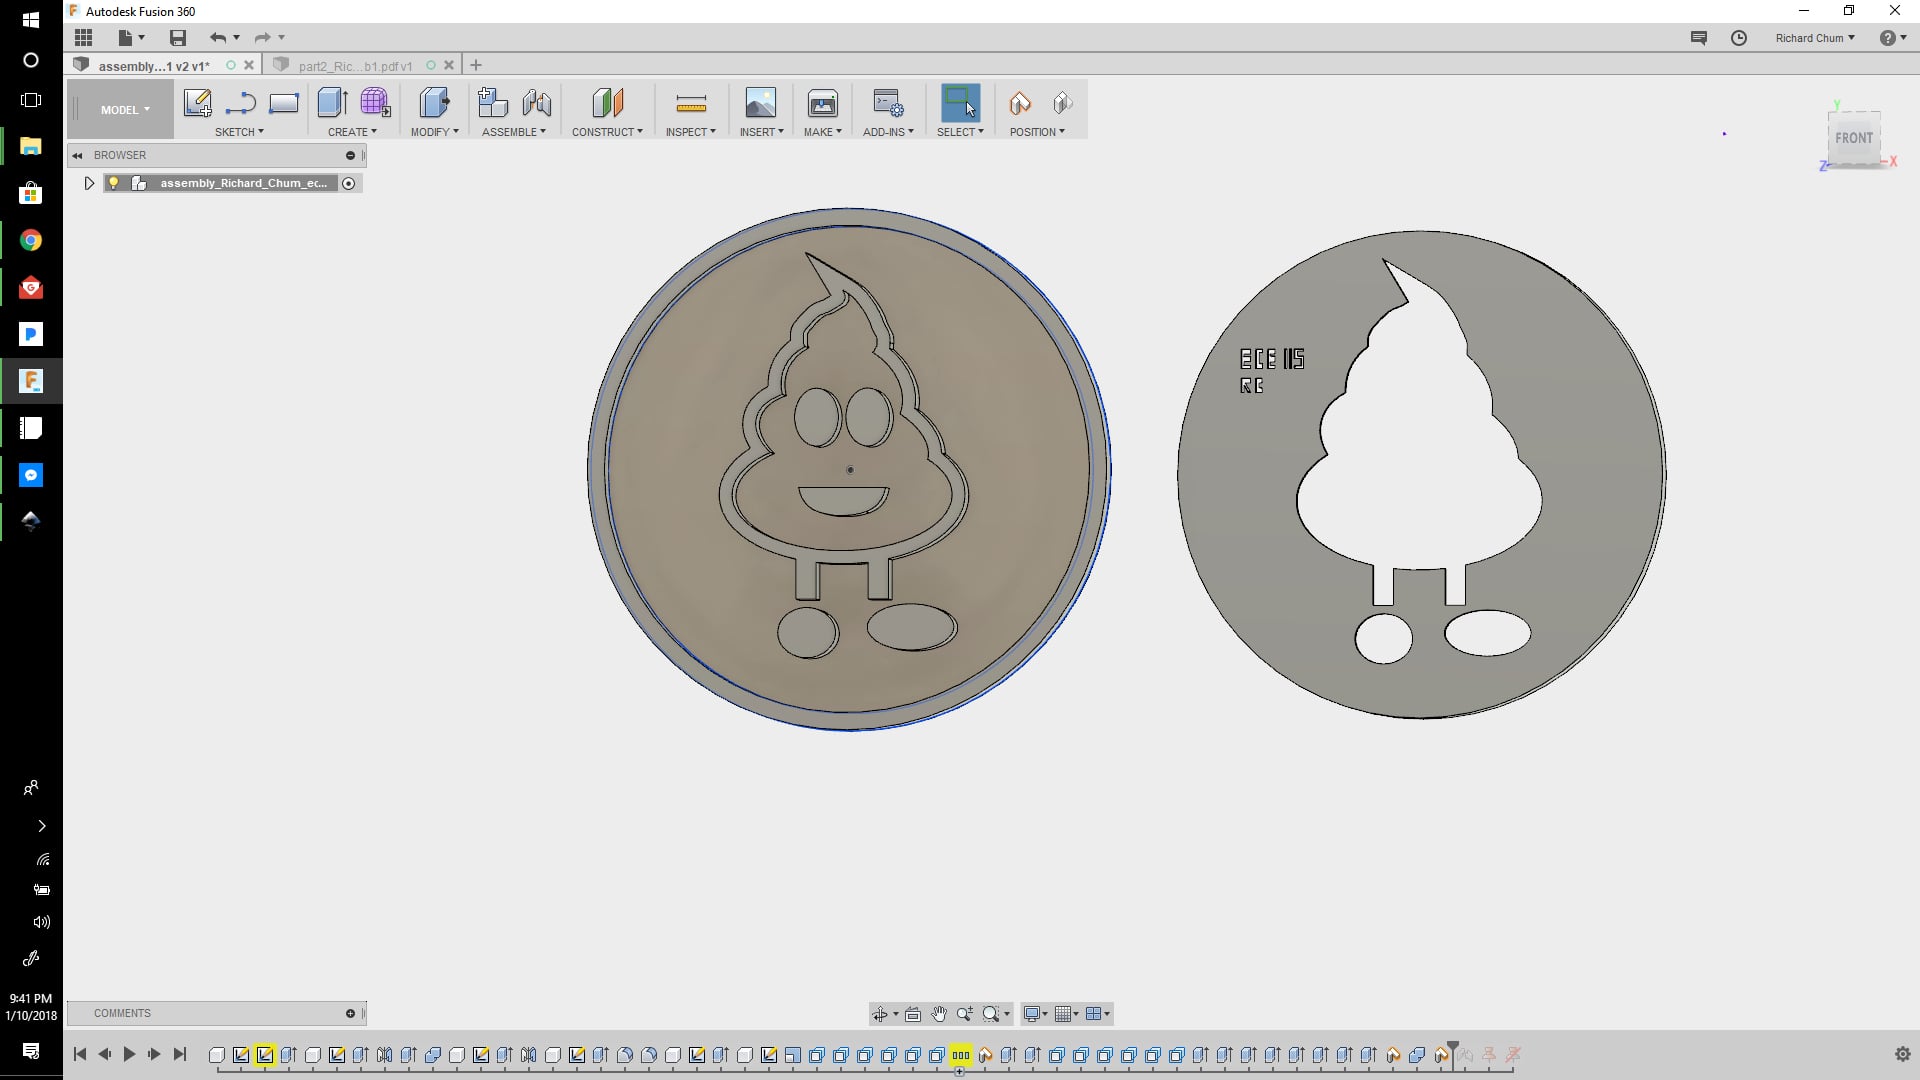 Autodesk Fusion 360
Richard Chum
assembly...1 v2 v1*
part2_Ric...b1.pdf v1
MODEL
SKETCH
CREATE
MODIFY
ASSEMBLE
CONSTRUCT
INSPECT
INSERT
MAKE
ADD-INS
SELECT
POSITION
Y
FRONT
Z
X
BROWSER
assembly_Richard_Chum_ec...
ECE 115
RC
9:41 PM
1/10/2018
COMMENTS